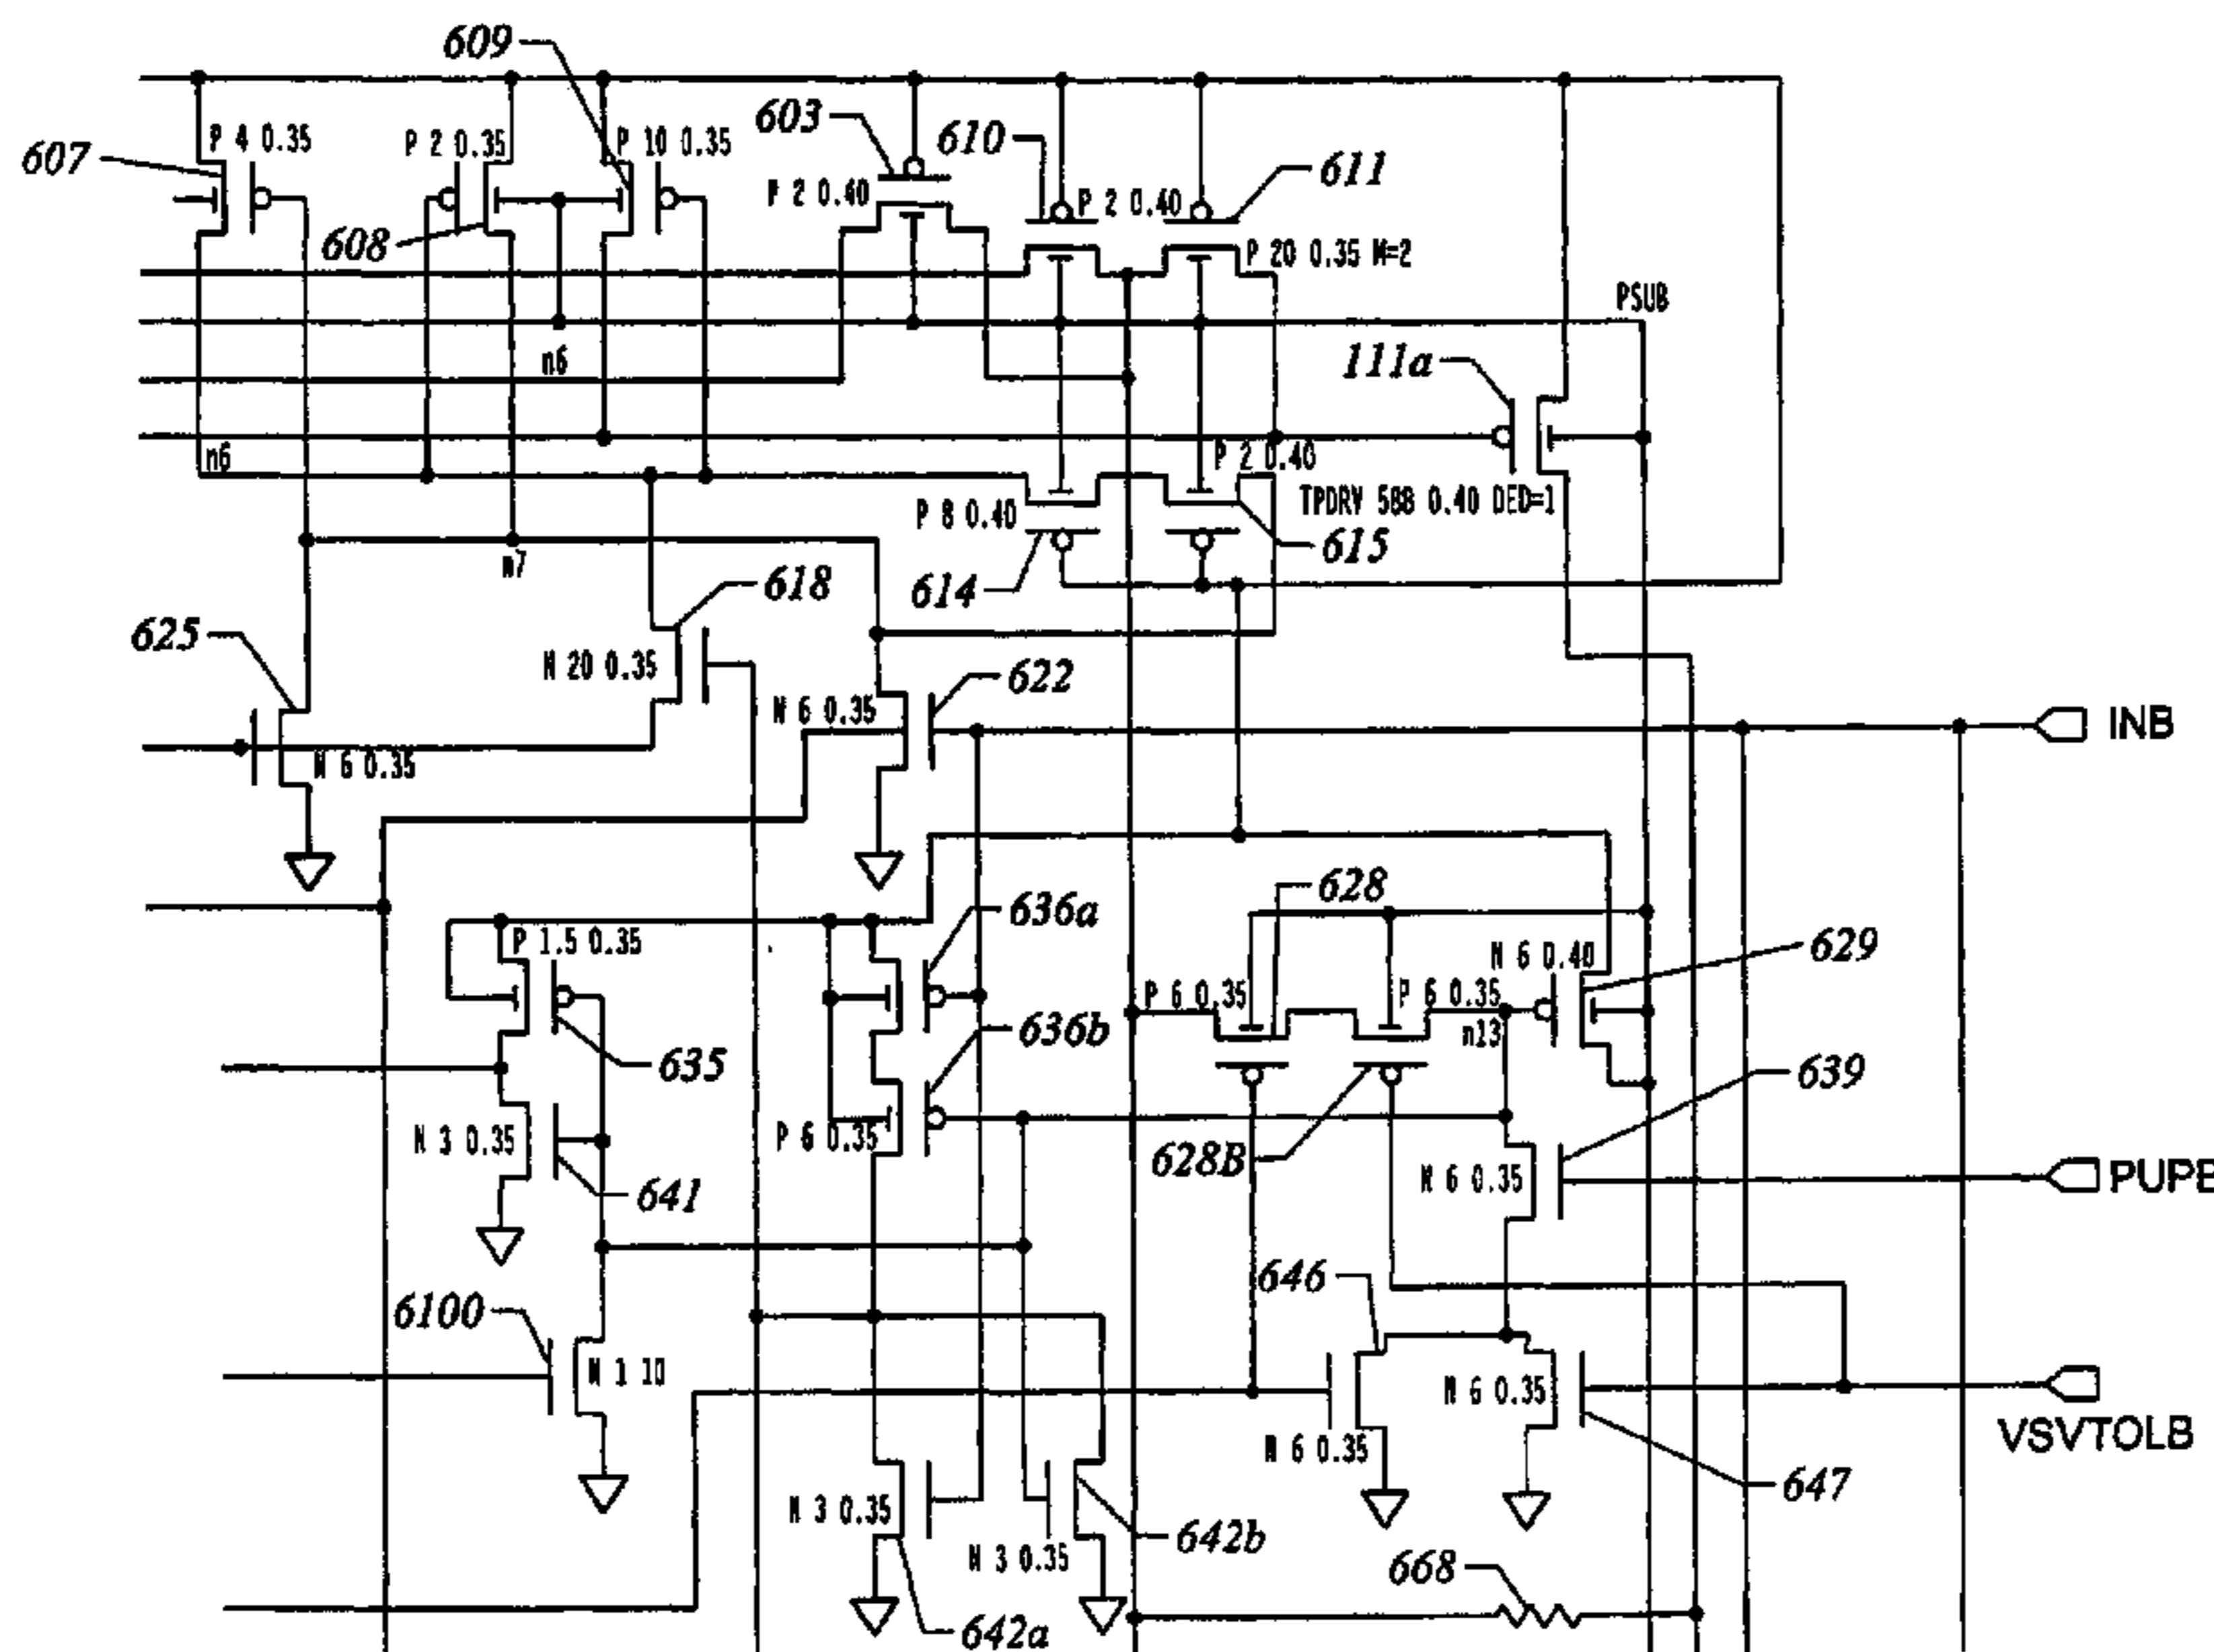 609
603
610
611
607
P 4 0.35
P 2 0.35
P 10 0.35
P 2 0.40
P 2 0.40
608
P 20 0.35 M=2
PSUB
n6
111a
n6
P 2 0.40
P 8 0.40
TPDRV 588 0.40 DED=1
615
n7
614
618
625
N 20 0.35
622
N 6 0.35
INB
N 6 0.35
628
636a
P 1.5 0.35
N 6 0.40
629
P 6 0.35
P 6 0.35
n13
636b
635
639
N 3 0.35
P 6 0.35
628B
N 6 0.35
PUPB
641
646
6100
N 1 10
N 6 0.35
VSVTOLB
N 6 0.35
647
N 3 0.35
642b
N 3 0.35
668
642a